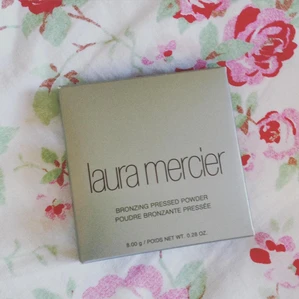 laura mercier
BRONZING PRESSED POWDER
POUDRE BRONZANTE PRESSÉE
8.00 g / POIDS NET WT. 0.28 OZ.